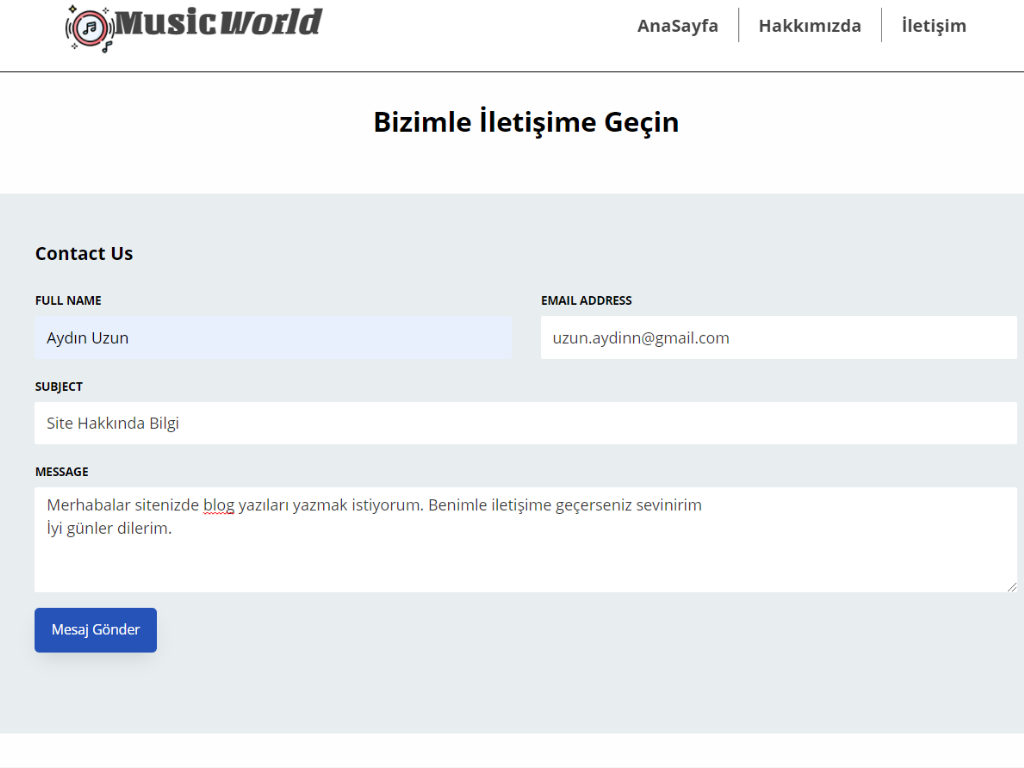 MusicWorld
AnaSayfa
Hakkımızda
İletişim
Bizimle İletişime Geçin
Contact Us
FULL NAME
EMAIL ADDRESS
Aydın Uzun
uzun.aydinn@gmail.com
SUBJECT
Site Hakkında Bilgi
MESSAGE
Merhabalar sitenizde blog yazıları yazmak istiyorum. Benimle iletişime geçerseniz sevinirim
İyi günler dilerim.
Mesaj Gönder